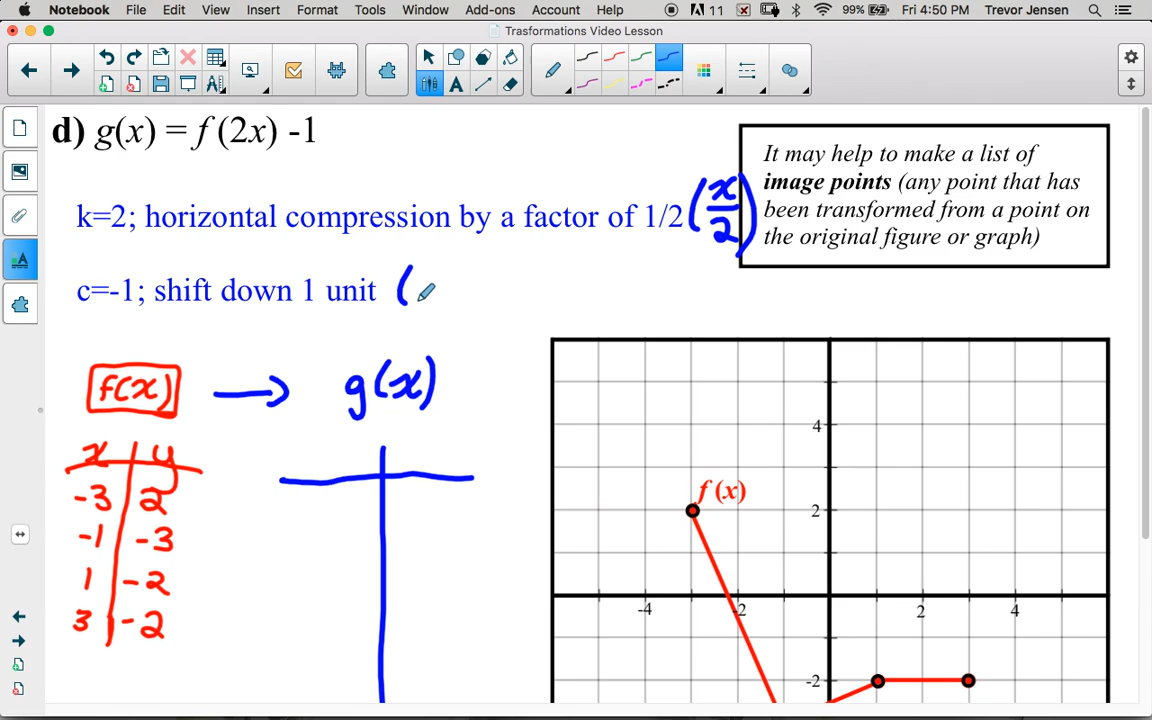 Notebook File Edit View Insert Format Tools Window Add-ons Account Help 11 99% Fri 4:50 PM Trevor Jensen
Trasformations Video Lesson
d) g(x) = f(2x) -1
It may help to make a list of
image points (any point that has
been transformed from a point on
the original figure or graph)
k=2; horizontal compression by a factor of 1/2 (x/2)
c=-1; shift down 1 unit (
f(x) → g(x)
x y
-3 2
-1 -3
1 -2
3 -2
f(x)
4
2
-4 -2 2 4
-2